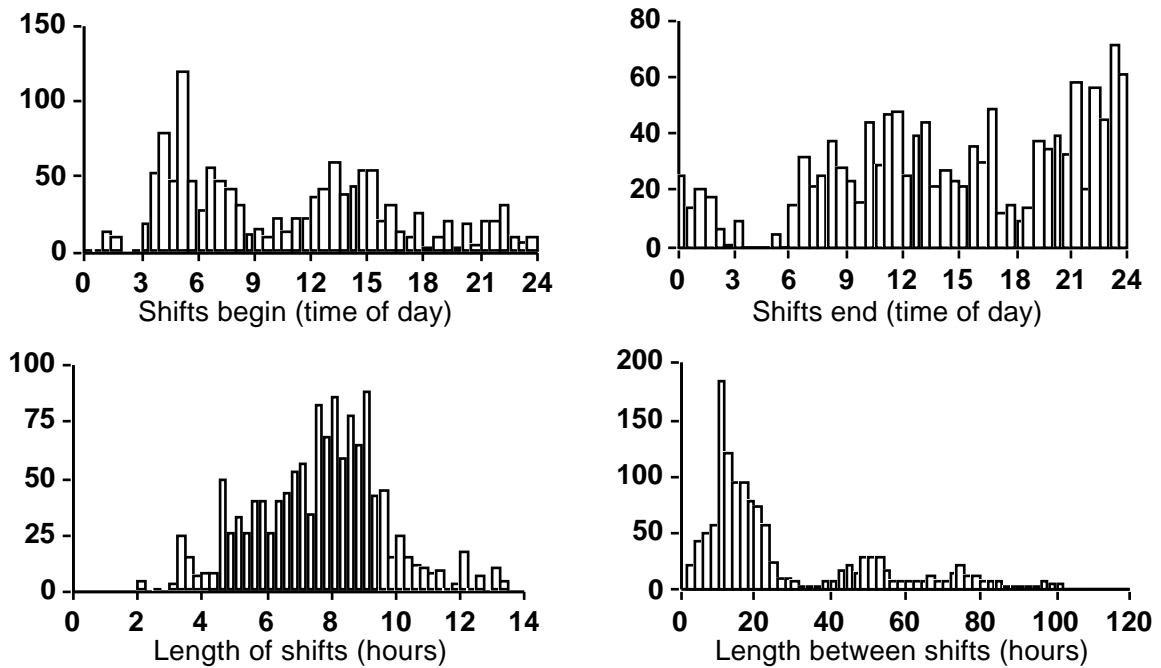 150
100
50
0
0 3 6 9 12 15 18 21 24
Shifts begin (time of day)
80
60
40
20
0
0 3 6 9 12 15 18 21 24
Shifts end (time of day)
100
75
50
25
0
0 2 4 6 8 10 12 14
Length of shifts (hours)
200
150
100
50
0
0 20 40 60 80 100 120
Length between shifts (hours)